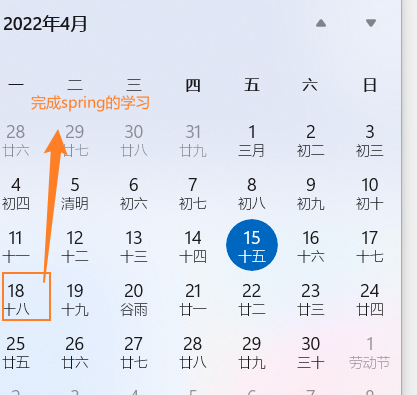 2022年4月
一 二 三 四 五 六 日
完成spring的学习
28 29 30 31 1 2 3
廿六 廿七 廿八 廿九 三月 初二 初三
4 5 6 7 8 9 10
初四 清明 初六 初七 初八 初九 初十
11 12 13 14 15 16 17
十一 十二 十三 十四 十五 十六 十七
18 19 20 21 22 23 24
十八 十九 谷雨 廿一 廿二 廿三 廿四
25 26 27 28 29 30 1
廿五 廿六 廿七 廿八 廿九 三十 劳动节
2 3 4 5 6 7 8